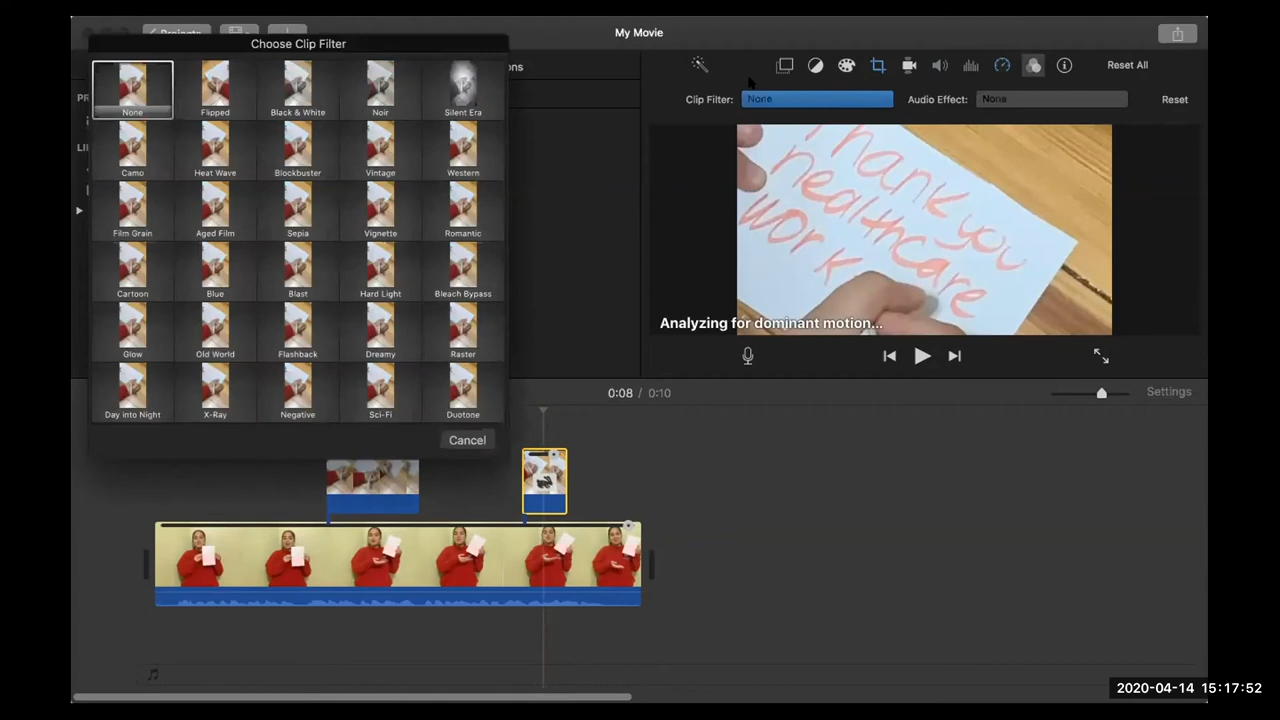 Projects
My Movie
Choose Clip Filter
ons
Reset All
Clip Filter:
None
Audio Effect:
None
Reset
None
Flipped
Black & White
Noir
Silent Era
Camo
Heat Wave
Blockbuster
Vintage
Western
Film Grain
Aged Film
Sepia
Vignette
Romantic
Cartoon
Blue
Blast
Hard Light
Bleach Bypass
Glow
Old World
Flashback
Dreamy
Raster
Day into Night
X-Ray
Negative
Sci-Fi
Duotone
Cancel
Thank you
healthcare
work
Analyzing for dominant motion...
0:08 / 0:10
Settings
2020-04-14 15:17:52